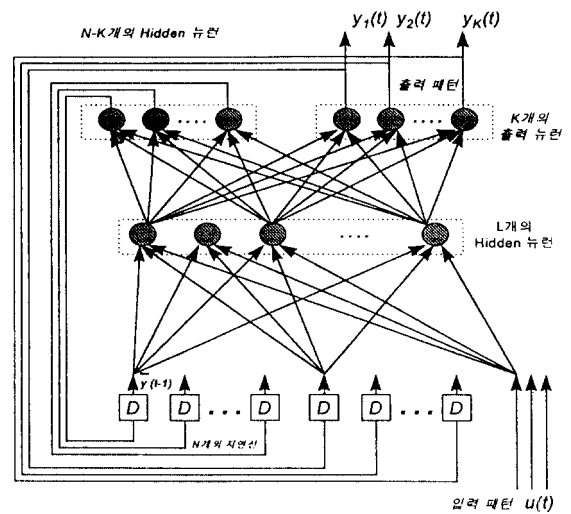 N-K개의 Hidden 뉴런
y₁(t) y₂(t) y_K(t)
출력 패턴
K개의
출력 뉴런
L개의
Hidden 뉴런
y(t-1)
D D D D D D
N개의 지연선
입력 패턴 u(t)